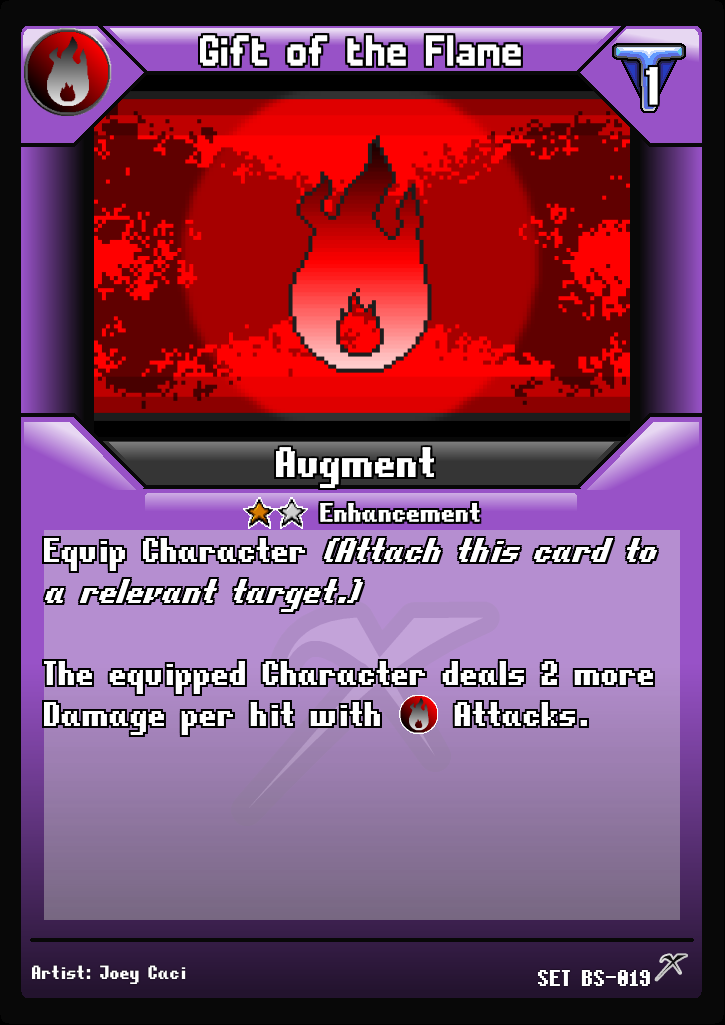 Gift of the Flame
1
Augment
Enhancement
Equip Character (Attach this card to
a relevant target.)
The equipped Character deals 2 more
Damage per hit with Attacks.
Artist: Joey Caci
SET BS-019